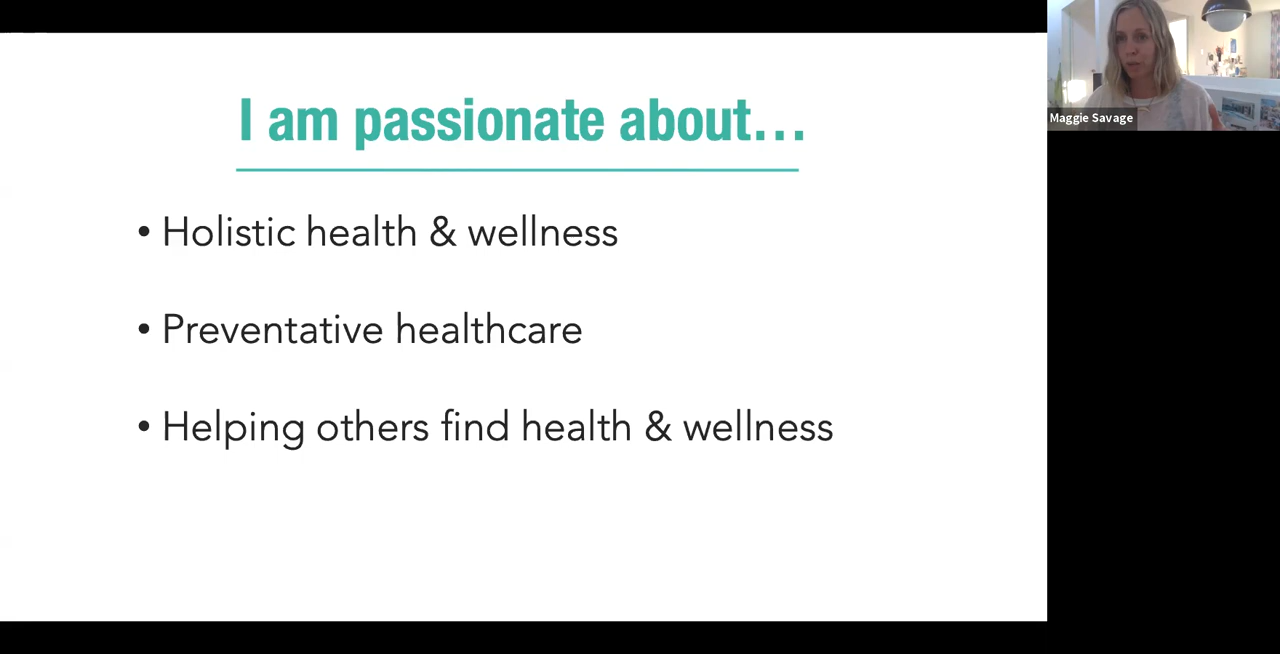 I am passionate about…
• Holistic health & wellness
• Preventative healthcare
• Helping others find health & wellness
Maggie Savage